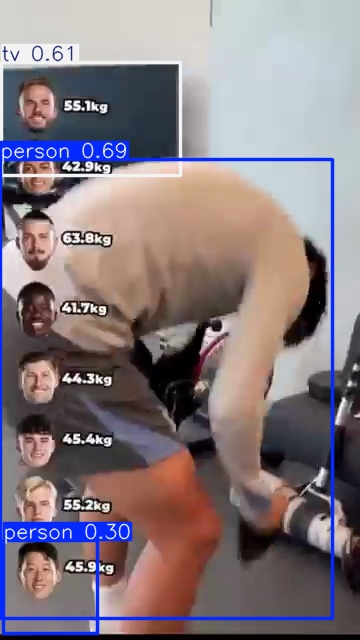 tv 0.61
55.1kg
person 0.69
42.9kg
63.8kg
41.7kg
44.3kg
45.4kg
55.2kg
person 0.30
45.9kg